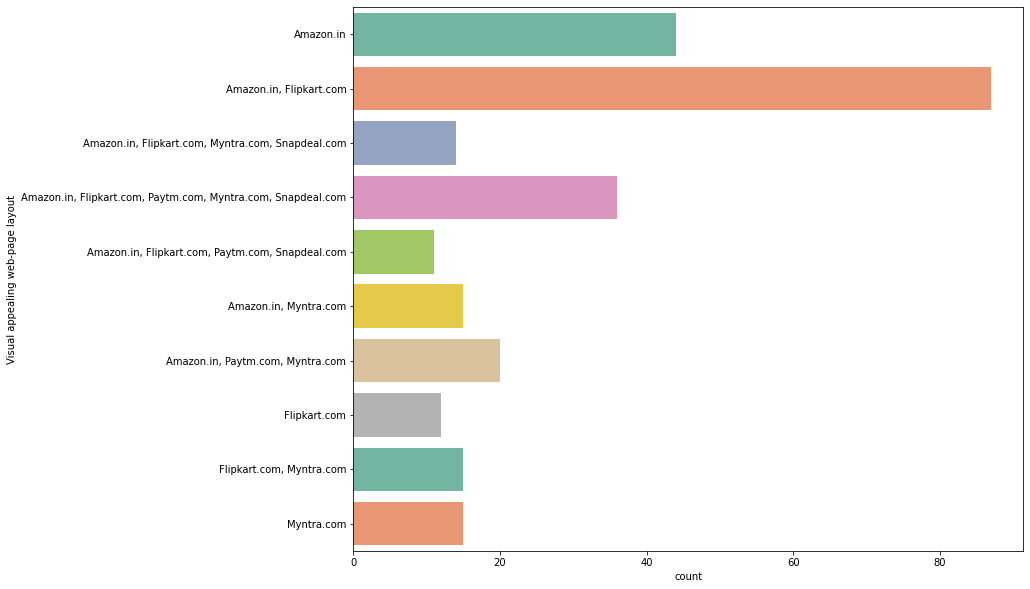 Visual appealing web-page layout
Amazon.in
Amazon.in, Flipkart.com
Amazon.in, Flipkart.com, Myntra.com, Snapdeal.com
Amazon.in, Flipkart.com, Paytm.com, Myntra.com, Snapdeal.com
Amazon.in, Flipkart.com, Paytm.com, Snapdeal.com
Amazon.in, Myntra.com
Amazon.in, Paytm.com, Myntra.com
Flipkart.com
Flipkart.com, Myntra.com
Myntra.com
0 20 40 60 80
count